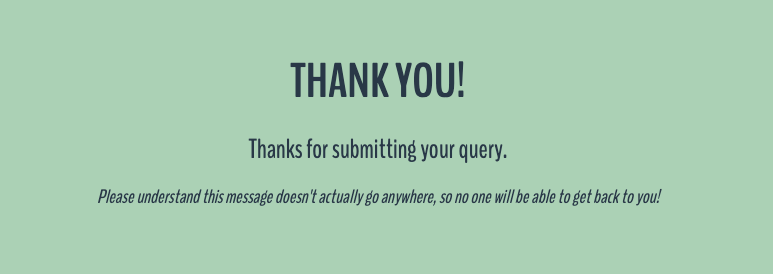 THANK YOU!
Thanks for submitting your query.
Please understand this message doesn't actually go anywhere, so no one will be able to get back to you!